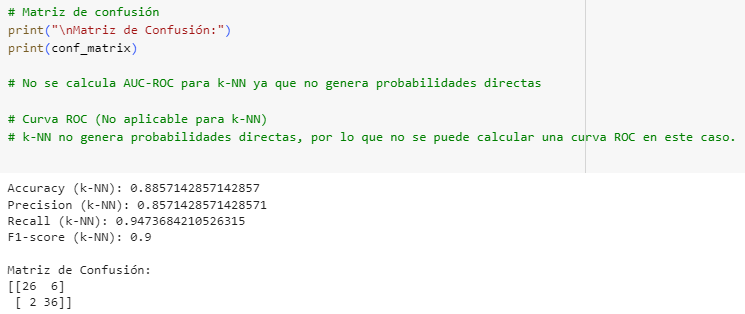 # Matriz de confusión
print("\nMatriz de Confusión:")
print(conf_matrix)
# No se calcula AUC-ROC para k-NN ya que no genera probabilidades directas
# Curva ROC (No aplicable para k-NN)
# k-NN no genera probabilidades directas, por lo que no se puede calcular una curva ROC en este caso.
Accuracy (k-NN): 0.8857142857142857
Precision (k-NN): 0.8571428571428571
Recall (k-NN): 0.9473684210526315
F1-score (k-NN): 0.9
Matriz de Confusión:
[[26  6]
 [ 2 36]]